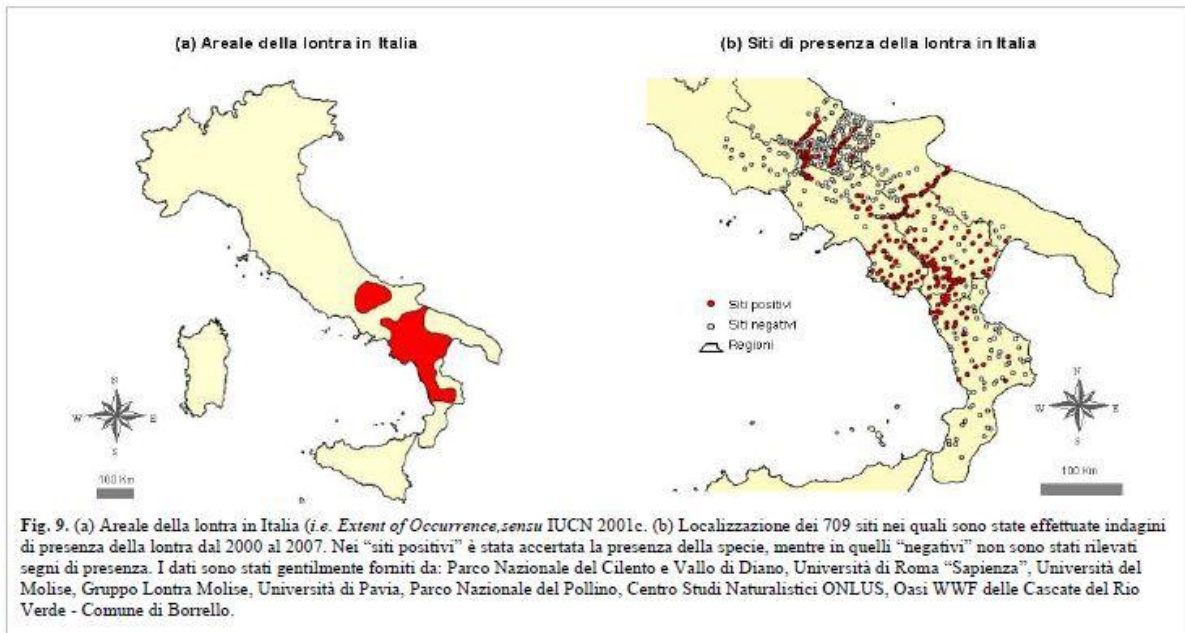 (a) Areale della lontra in Italia
(b) Siti di presenza della lontra in Italia
S
W E
S
100 Km
Siti positivi
Siti negativi
Regioni
N
W E
S
100 Km
Fig. 9. (a) Areale della lontra in Italia (i.e. Extent of Occurrence,sensu IUCN 2001c. (b) Localizzazione dei 709 siti nei quali sono state effettuate indagini
di presenza della lontra dal 2000 al 2007. Nei “siti positivi” è stata accertata la presenza della specie, mentre in quelli “negativi” non sono stati rilevati
segni di presenza. I dati sono stati gentilmente forniti da: Parco Nazionale del Cilento e Vallo di Diano, Università di Roma “Sapienza”, Università del
Molise, Gruppo Lontra Molise, Università di Pavia, Parco Nazionale del Pollino, Centro Studi Naturalistici ONLUS, Oasi WWF delle Cascate del Rio
Verde - Comune di Borrello.